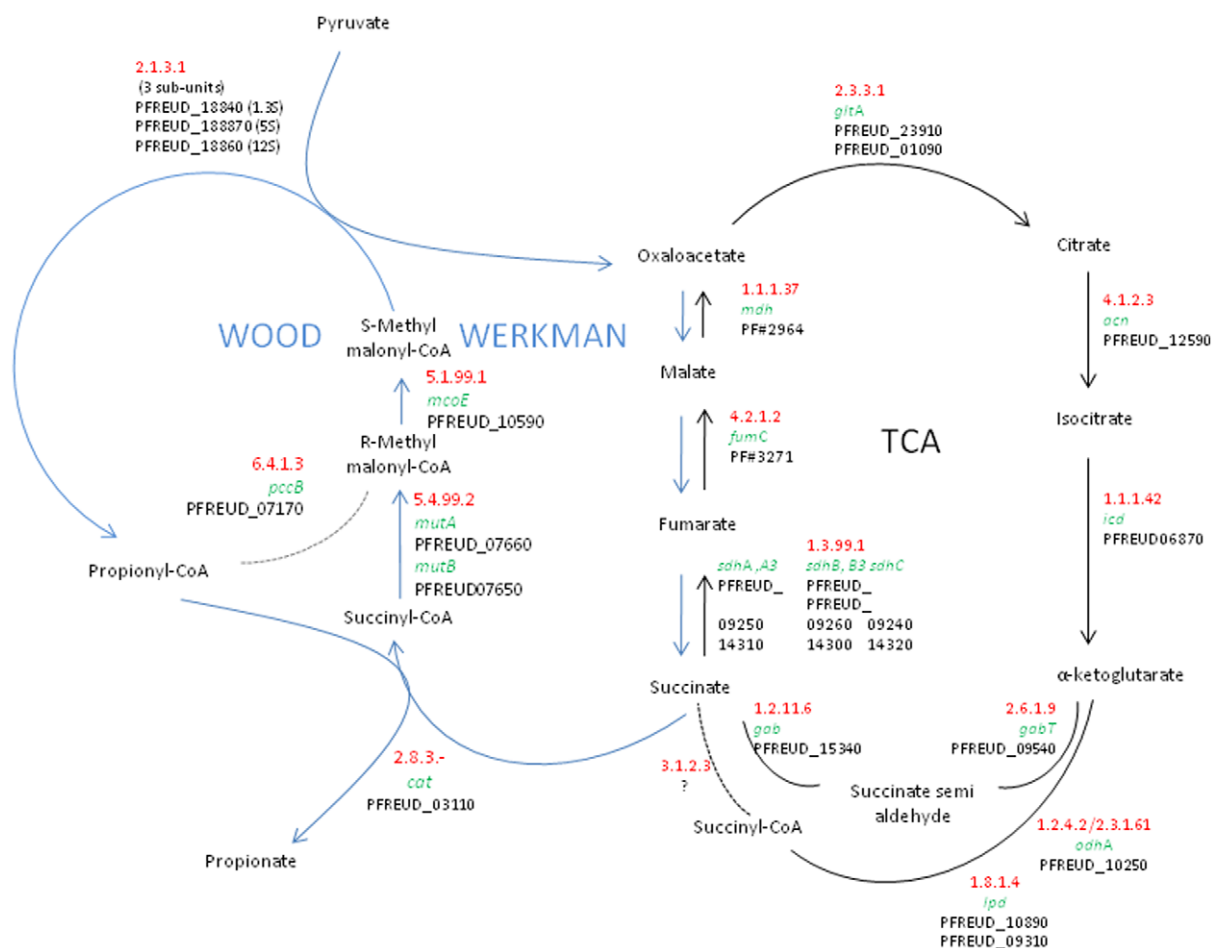 Pyruvate
2.1.3.1
(3 sub-units)
PFREUD_18840 (1.3S)
PFREUD_188870 (5S)
PFREUD_18860 (12S)
2.3.3.1
gltA
PFREUD_23910
PFREUD_01090
Oxaloacetate
Citrate
1.1.1.37
mdh
PF#2964
4.1.2.3
acn
PFREUD_12590
WOOD
S-Methyl
malonyl-CoA
WERKMAN
Malate
5.1.99.1
mcoE
PFREUD_10590
4.2.1.2
fumC
PF#3271
TCA
Isocitrate
R-Methyl
malonyl-CoA
6.4.1.3
pccB
PFREUD_07170
5.4.99.2
mutA
PFREUD_07660
mutB
PFREUD07650
1.1.1.42
icd
PFREUD06870
Fumarate
1.3.99.1
sdhA ,A3
sdhB, B3 sdhC
PFREUD_
PFREUD_
PFREUD_
09250
09260 09240
14310
14300 14320
Propionyl-CoA
Succinyl-CoA
Succinate
α-ketoglutarate
1.2.11.6
gab
PFREUD_15340
2.6.1.9
gabT
PFREUD_09540
2.8.3.-
cat
PFREUD_03110
3.1.2.3
?
Succinate semi
aldehyde
Succinyl-CoA
1.2.4.2/2.3.1.61
odhA
PFREUD_10250
Propionate
1.8.1.4
lpd
PFREUD_10890
PFREUD_09310